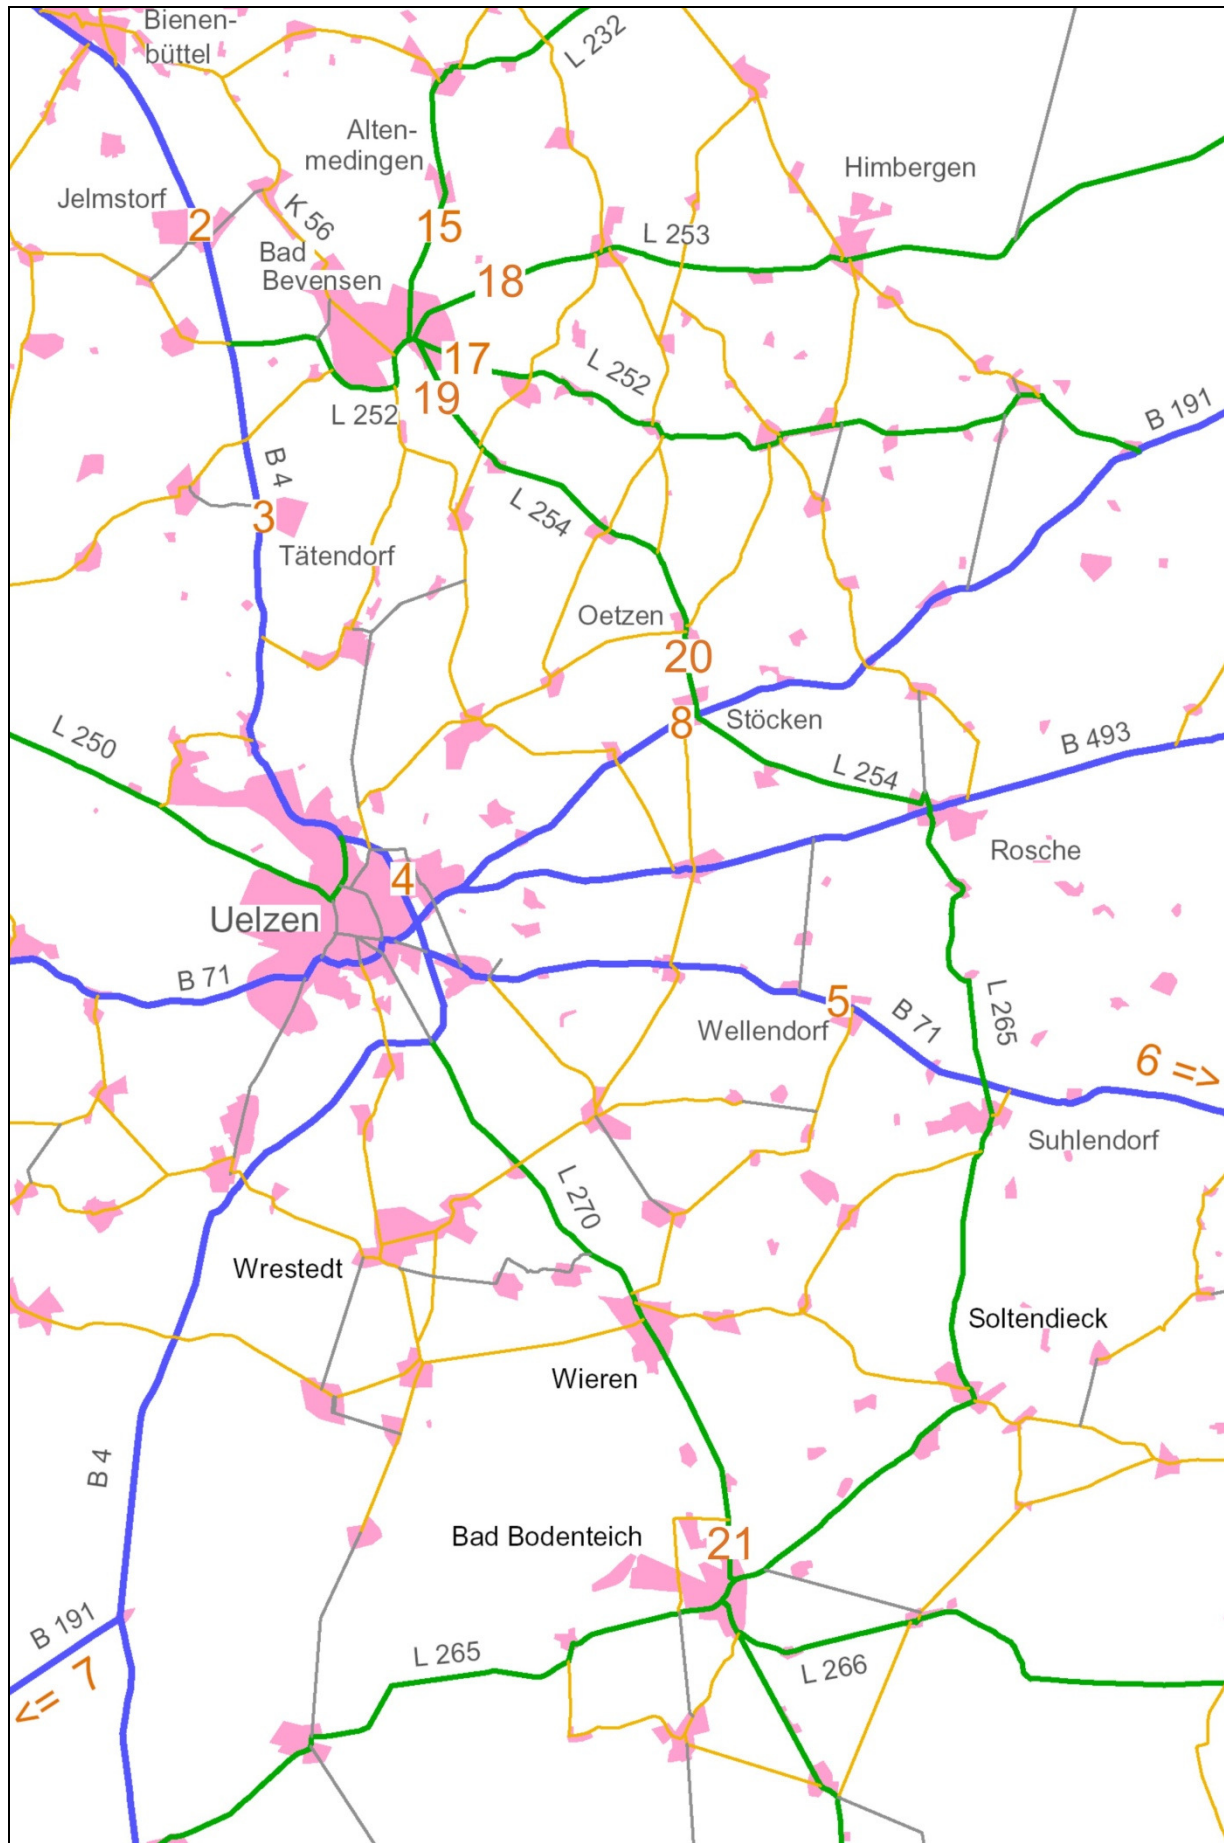 Bienen-
büttel
L 232
Alten-
medingen
Himbergen
Jelmstorf
2
K 56
15
L 253
Bad
Bevensen
18
17
L 252
19
L 252
B 191
B 4
3
L 254
Tätendorf
Oetzen
20
8
Stöcken
L 250
B 493
L 254
Rosche
4
Uelzen
B 71
5
L 265
Wellendorf
B 71
6 =>
Suhlendorf
L 270
Wrestedt
Soltendieck
Wieren
B 4
Bad Bodenteich
21
B 191
L 265
L 266
<= 7